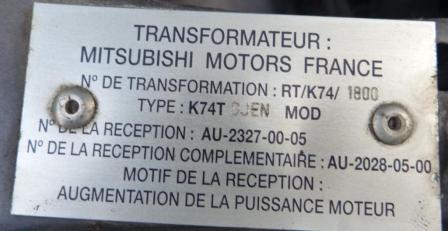 TRANSFORMATEUR :
MITSUBISHI MOTORS FRANCE
N° DE TRANSFORMATION : RT/K74/ 1800
TYPE : K74T MOD
N° DE LA RECEPTION : AU-2327-00-05
N° DE LA RECEPTION COMPLEMENTAIRE : AU-2028-05-00
MOTIF DE LA RECEPTION :
AUGMENTATION DE LA PUISSANCE MOTEUR